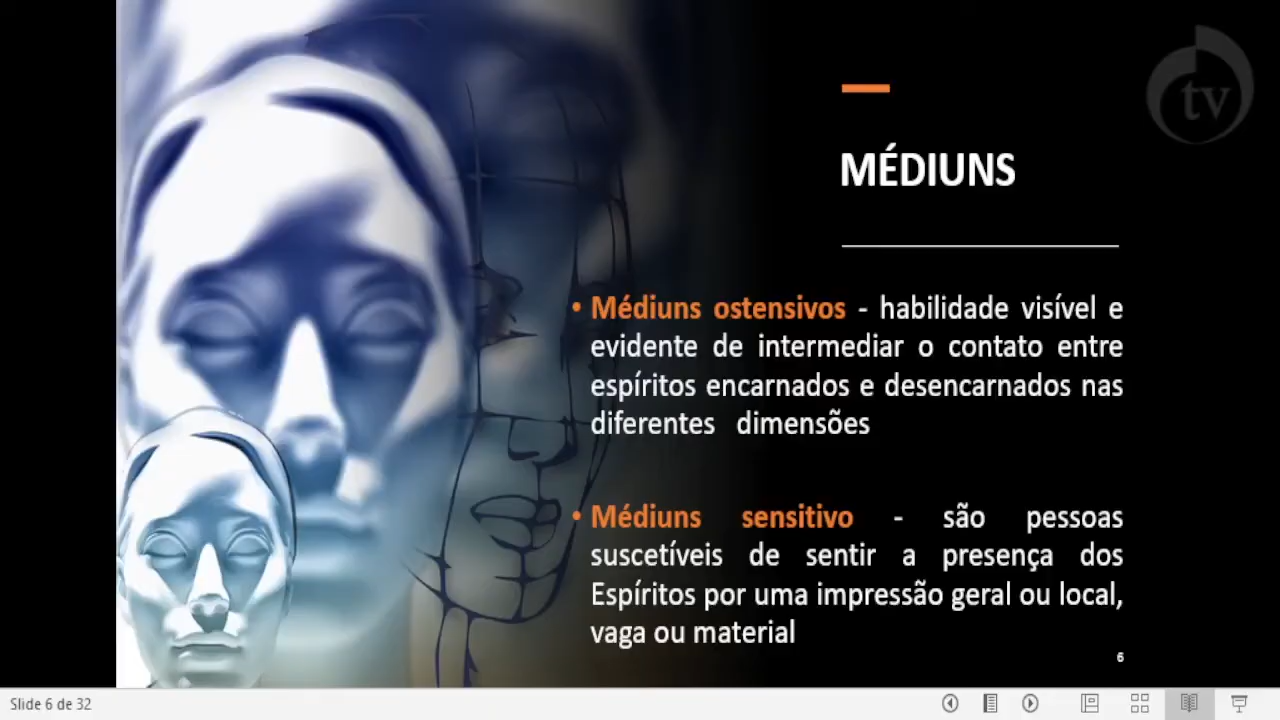 tv
MÉDIUNS
• Médiuns ostensivos - habilidade visível e
evidente de intermediar o contato entre
espíritos encarnados e desencarnados nas
diferentes dimensões
• Médiuns sensitivo - são pessoas
suscetíveis de sentir a presença dos
Espíritos por uma impressão geral ou local,
vaga ou material
6
Slide 6 de 32